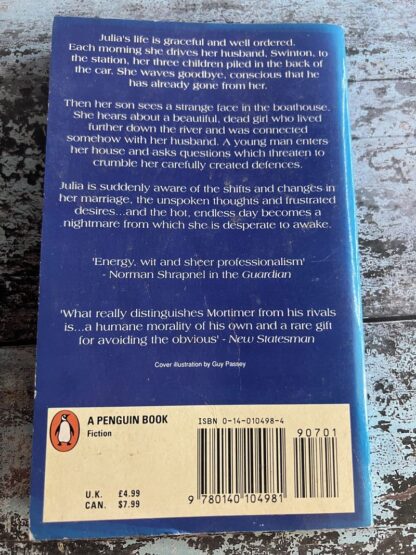 Julia's life is graceful and well ordered.
Each morning she drives her husband, Swinton, to
the station, her three children piled in the back of
the car. She waves goodbye, conscious that he
has already gone from her.
Then her son sees a strange face in the boathouse.
She hears about a beautiful, dead girl who lived
further down the river and was connected
somehow with her husband. A young man enters
her house and asks questions which threaten to
crumble her carefully created defences.
Julia is suddenly aware of the shifts and changes in
her marriage, the unspoken thoughts and frustrated
desires...and the hot, endless day becomes a
nightmare from which she is desperate to awake.
'Energy, wit and sheer professionalism'
- Norman Shrapnel in the Guardian
'What really distinguishes Mortimer from his rivals
is...a humane morality of his own and a rare gift
for avoiding the obvious' - New Statesman
Cover illustration by Guy Passey
A PENGUIN BOOK
Fiction
U.K. £4.99
CAN. $7.99
ISBN 0-14-010498-4
90701
9 780140 104981